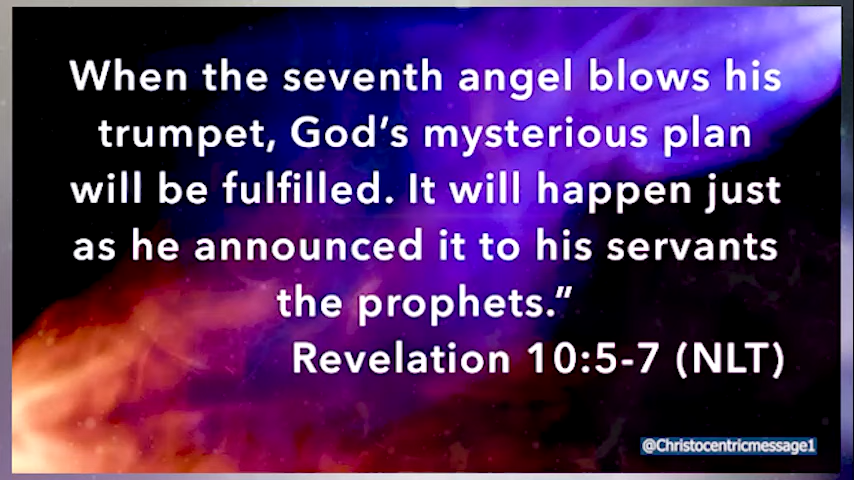 When the seventh angel blows his
trumpet, God’s mysterious plan
will be fulfilled. It will happen just
as he announced it to his servants
the prophets.”
Revelation 10:5-7 (NLT)
@Christocentricmessage1